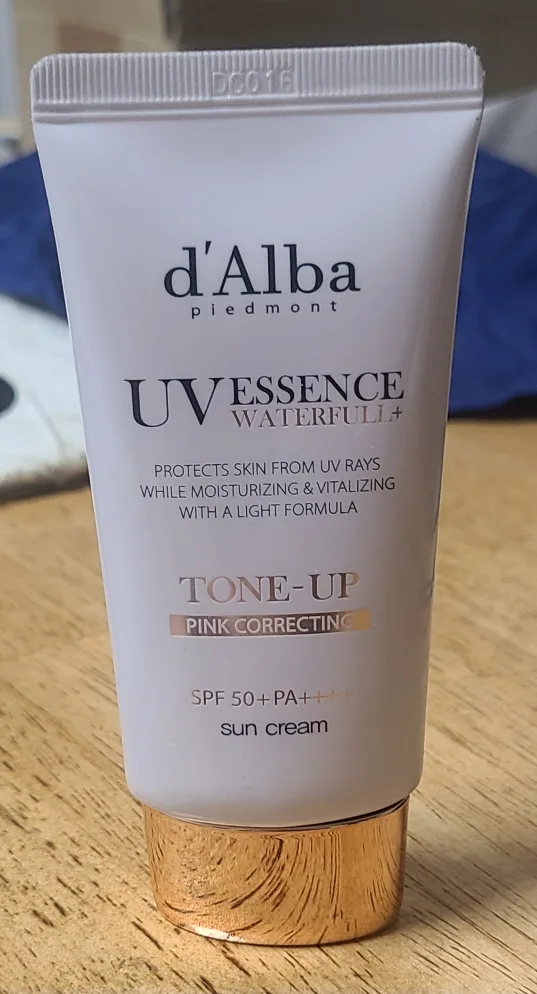 DC016
d'Alba
piedmont
UV ESSENCE
WATERFULL+
PROTECTS SKIN FROM UV RAYS
WHILE MOISTURIZING & VITALIZING
WITH A LIGHT FORMULA
TONE-UP
PINK CORRECTING
SPF 50+ PA++++
sun cream